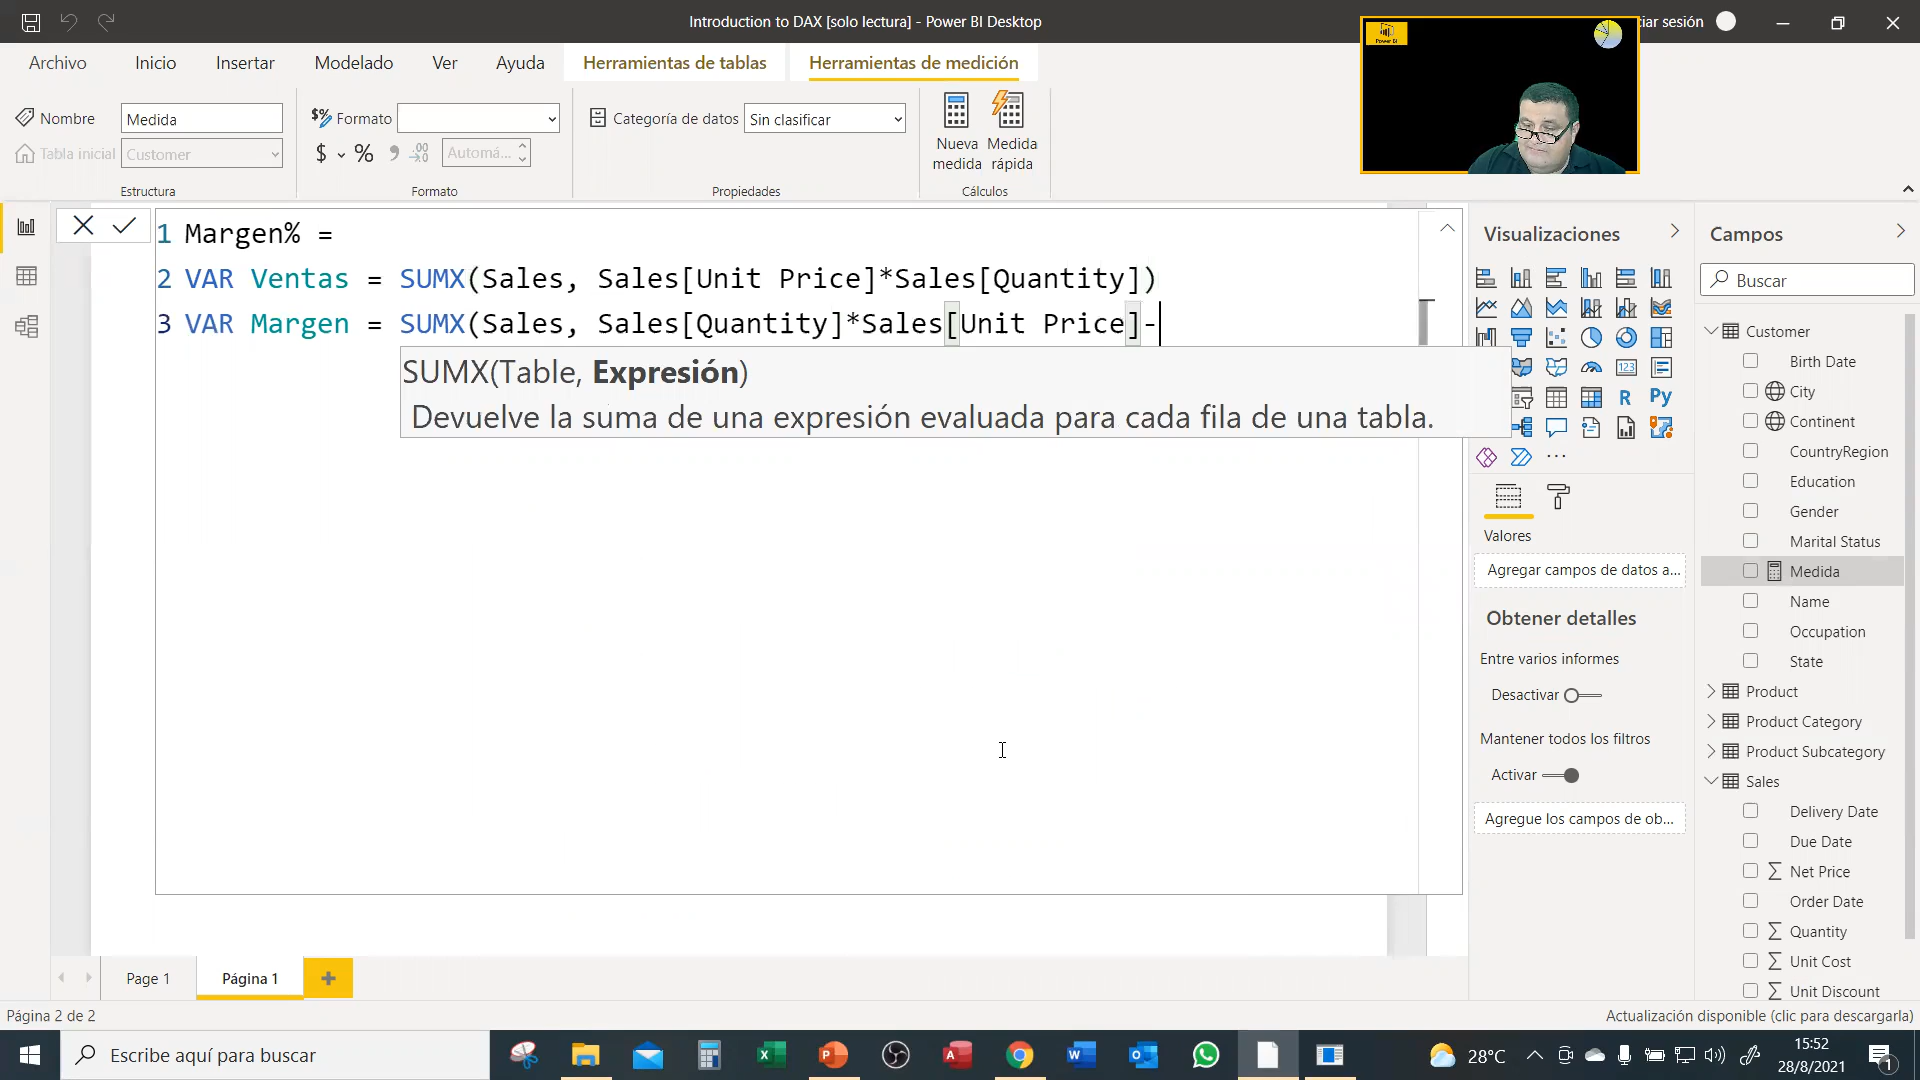 Introduction to DAX [solo lectura] - Power BI Desktop
iar sesión
Power BI
Archivo
Inicio
Insertar
Modelado
Ver
Ayuda
Herramientas de tablas
Herramientas de medición
Nombre
Medida
Formato
Categoría de datos
Sin clasificar
Nueva medida
Medida rápida
Tabla inicial
Customer
$
%
Automá...
Estructura
Formato
Propiedades
Cálculos
1 Margen% =
2 VAR Ventas = SUMX(Sales, Sales[Unit Price]*Sales[Quantity])
3 VAR Margen = SUMX(Sales, Sales[Quantity]*Sales[Unit Price]-
SUMX(Table, Expresión)
Devuelve la suma de una expresión evaluada para cada fila de una tabla.
Visualizaciones
123
R
Py
...
Valores
Agregar campos de datos a...
Obtener detalles
Entre varios informes
Desactivar
Mantener todos los filtros
Activar
Agregue los campos de ob...
Campos
Buscar
Customer
Birth Date
City
Continent
CountryRegion
Education
Gender
Marital Status
Medida
Name
Occupation
State
Product
Product Category
Product Subcategory
Sales
Delivery Date
Due Date
Net Price
Order Date
Quantity
Unit Cost
Unit Discount
Page 1
Página 1
+
Página 2 de 2
Actualización disponible (clic para descargarla)
Escribe aquí para buscar
28°C
15:52
28/8/2021
1